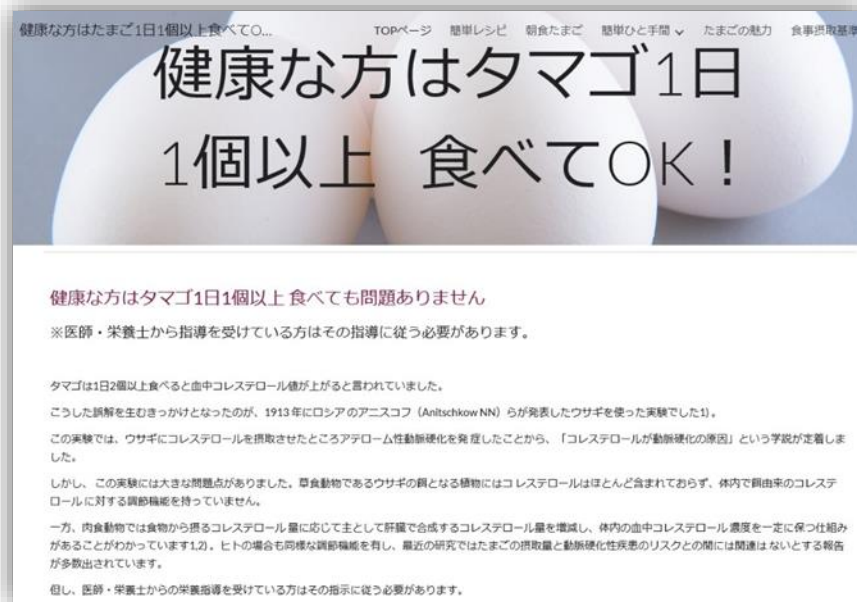 健康な方はたまご1日1個以上食べてO...
TOPページ 簡単レシピ 朝食たまご 簡単ひと手間 たまごの魅力 食事摂取基準
健康な方はタマゴ1日
1個以上 食べてOK！
健康な方はタマゴ1日1個以上 食べても問題ありません
※医師・栄養士から指導を受けている方はその指導に従う必要があります。
タマゴは1日2個以上食べると血中コレステロール値が上がると言われていました。
こうした誤解を生むきっかけとなったのが、1913年にロシアのアニスコフ（Anitschkow NN）らが発表したウサギを使った実験でした1)。
この実験では、ウサギにコレステロールを摂取させたところアテローム性動脈硬化を発症したことから、「コレステロールが動脈硬化の原因」という学説が定着しま
した。
しかし、この実験には大きな問題点がありました。草食動物であるウサギの餌となる植物にはコレステロールはほとんど含まれておらず、体内で餌由来のコレステ
ロールに対する調節機能を持っていません。
一方、肉食動物では食物から摂るコレステロール量に応じて主として肝臓で合成するコレステロール量を増減し、体内の血中コレステロール濃度を一定に保つ仕組み
があることがわかっています1,2)。ヒトの場合も同様な調節機能を有し、最近の研究ではたまごの摂取量と動脈硬化性疾患のリスクとの間には関連はないとする報告
が多数出されています。
但し、医師・栄養士からの栄養指導を受けている方はその指示に従う必要があります。